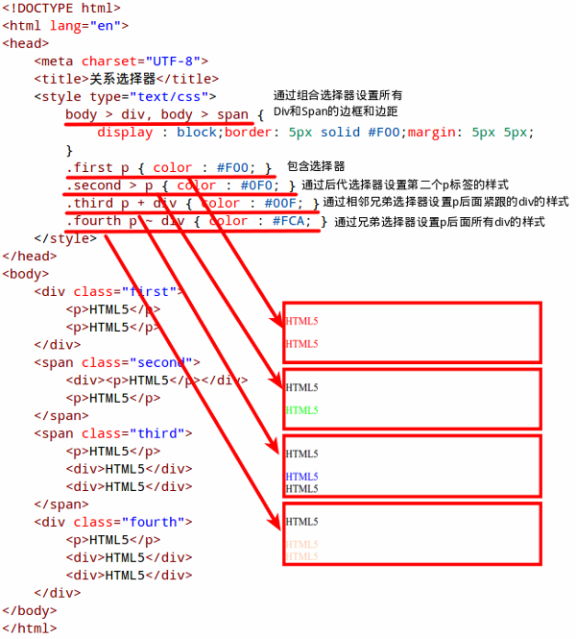 <!DOCTYPE html>
<html lang="en">
<head>
<meta charset="UTF-8">
<title>关系选择器</title>
<style type="text/css">
通过组合选择器设置所有
Div和Span的边框和边距
body > div, body > span {
display : block;border: 5px solid #F00;margin: 5px 5px;
}
.first p { color : #F00; } 包含选择器
.second > p { color : #0F0; } 通过后代选择器设置第二个p标签的样式
.third p + div { color : #00F; } 通过相邻兄弟选择器设置p后面紧跟的div的样式
.fourth p ~ div { color : #FCA; } 通过兄弟选择器设置p后面所有div的样式
</style>
</head>
<body>
<div class="first">
<p>HTML5</p>
<p>HTML5</p>
</div>
<span class="second">
<div><p>HTML5</p></div>
<p>HTML5</p>
</span>
<span class="third">
<p>HTML5</p>
<div>HTML5</div>
<div>HTML5</div>
</span>
<div class="fourth">
<p>HTML5</p>
<div>HTML5</div>
<div>HTML5</div>
</div>
</body>
</html>
HTML5
HTML5
HTML5
HTML5
HTML5
HTML5
HTML5
HTML5
HTML5
HTML5